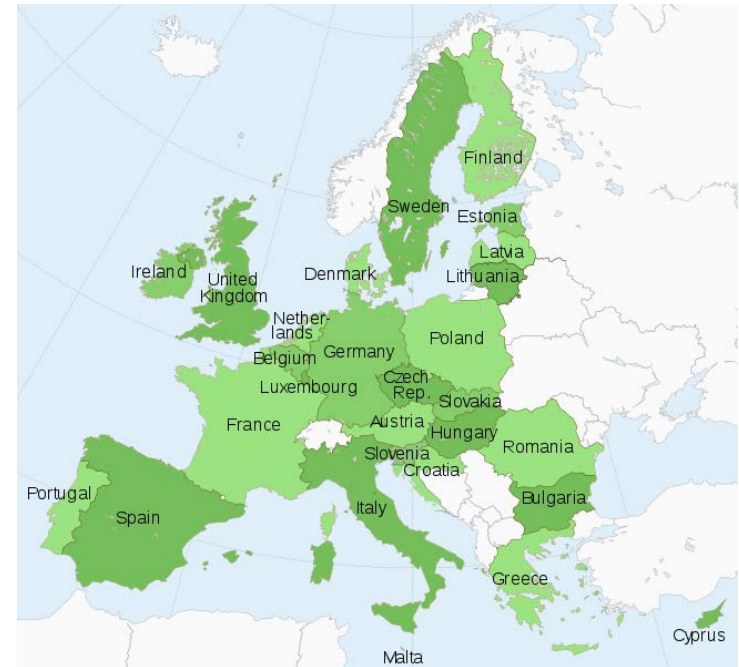 Finland
Sweden
Estonia
Latvia
Lithuania
Ireland
United
Kingdom
Denmark
Nether-
lands
Belgium
Germany
Poland
Luxembourg
Czech
Rep.
Slovakia
France
Austria
Hungary
Romania
Slovenia
Croatia
Portugal
Spain
Italy
Bulgaria
Greece
Cyprus
Malta